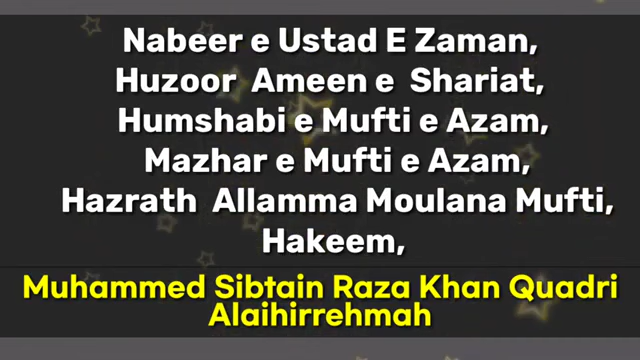 Nabeer e Ustad E Zaman,
Huzoor Ameen e Shariat,
Humshabi e Mufti e Azam,
Mazhar e Mufti e Azam,
Hazrath Allamma Moulana Mufti,
Hakeem,
Muhammed Sibtain Raza Khan Quadri
Alaihirrehmah